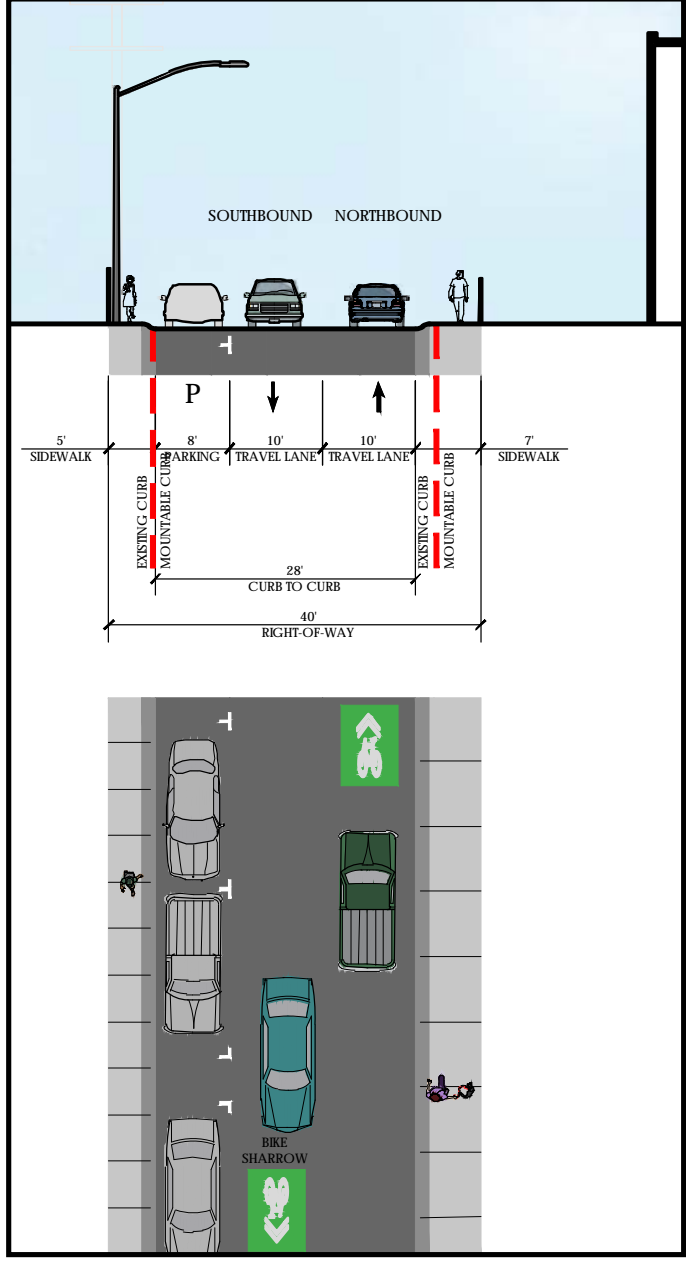 SOUTHBOUND NORTHBOUND
P
5' 8' 10' 10' 7'
SIDEWALK PARKING TRAVEL LANE TRAVEL LANE SIDEWALK
EXISTING CURB
MOUNTABLE CURB
EXISTING CURB
MOUNTABLE CURB
28'
CURB TO CURB
40'
RIGHT-OF-WAY
BIKE
SHARROW